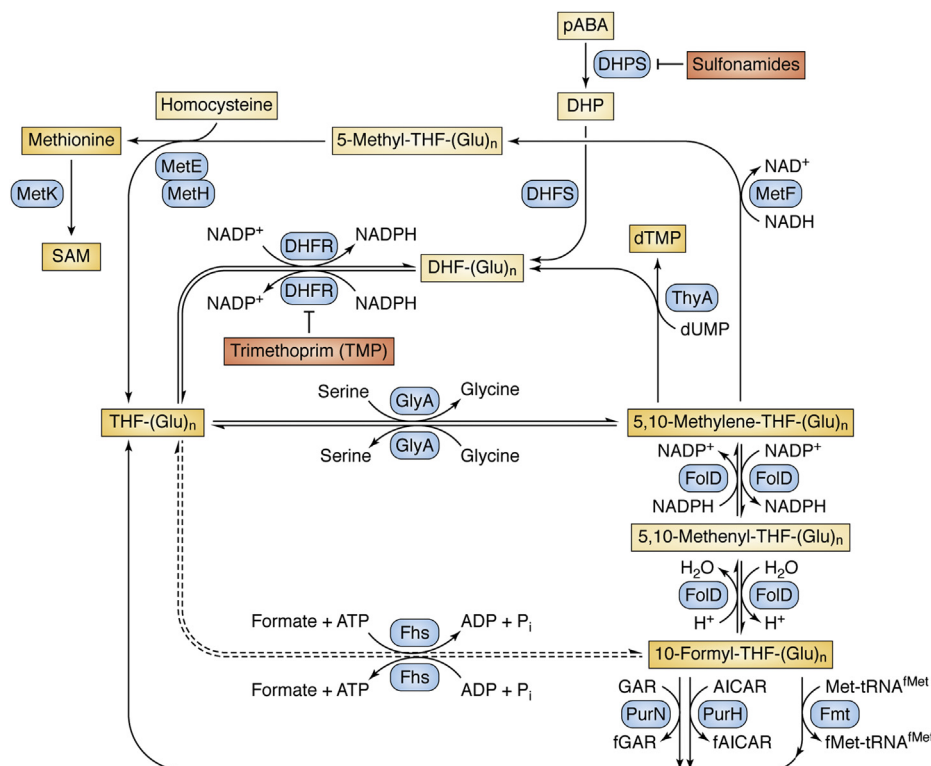 pABA
DHPS
Sulfonamides
DHP
Homocysteine
Methionine
5-Methyl-THF-(Glu)n
MetE
MetH
MetK
SAM
DHFS
NAD+
MetF
NADH
NADP+
DHFR
NADPH
DHF-(Glu)n
dTMP
NADP+
DHFR
NADPH
ThyA
dUMP
Trimethoprim (TMP)
Serine
GlyA
Glycine
THF-(Glu)n
5,10-Methylene-THF-(Glu)n
Serine
GlyA
Glycine
NADP+
NADP+
FolD
FolD
NADPH
NADPH
5,10-Methenyl-THF-(Glu)n
H2O
H2O
FolD
FolD
H+
H+
Formate + ATP
Fhs
ADP + Pi
10-Formyl-THF-(Glu)n
Formate + ATP
Fhs
ADP + Pi
GAR
AICAR
Met-tRNAfMet
PurN
PurH
Fmt
fGAR
fAICAR
fMet-tRNAfMet